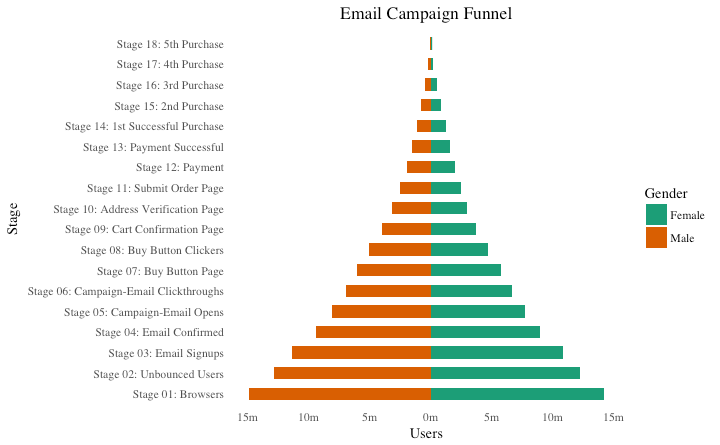 Email Campaign Funnel
Stage 18: 5th Purchase
Stage 17: 4th Purchase
Stage 16: 3rd Purchase
Stage 15: 2nd Purchase
Stage 14: 1st Successful Purchase
Stage 13: Payment Successful
Stage 12: Payment
Stage 11: Submit Order Page
Stage 10: Address Verification Page
Stage 09: Cart Confirmation Page
Stage 08: Buy Button Clickers
Stage 07: Buy Button Page
Stage 06: Campaign-Email Clickthroughs
Stage 05: Campaign-Email Opens
Stage 04: Email Confirmed
Stage 03: Email Signups
Stage 02: Unbounced Users
Stage 01: Browsers
Stage
15m 10m 5m 0m 5m 10m 15m
Users
Gender
Female
Male